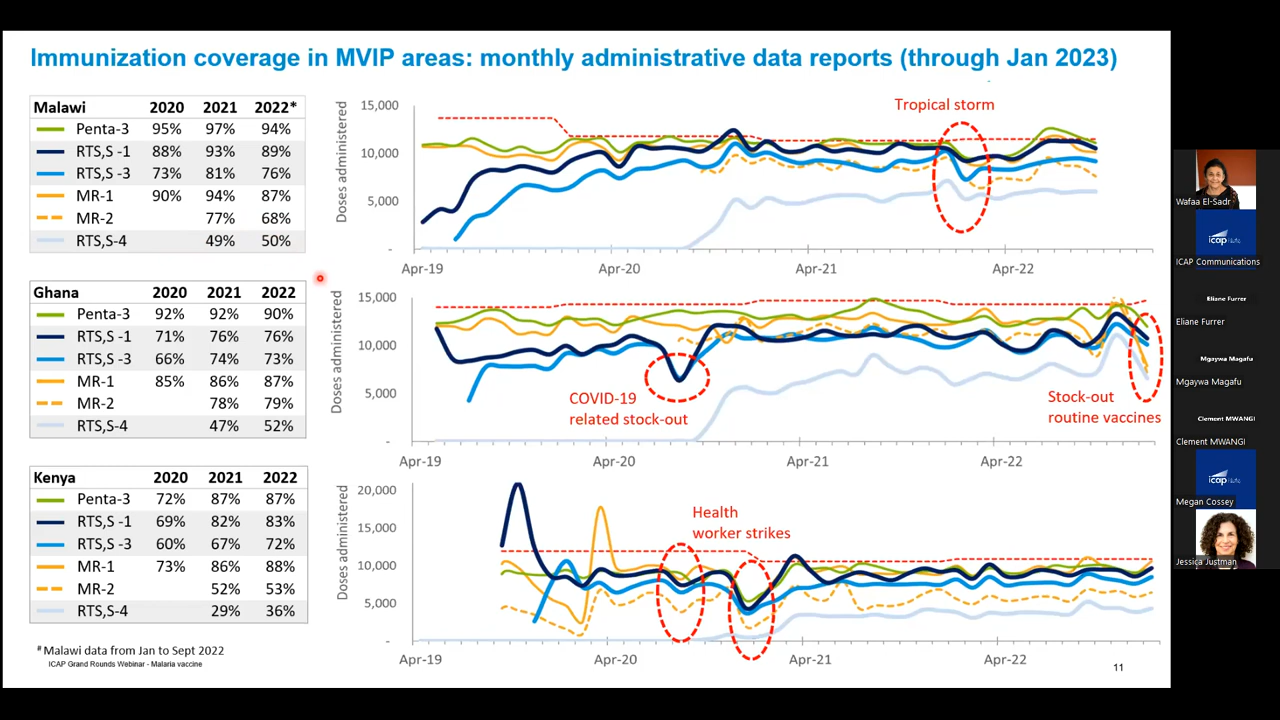 Immunization coverage in MVIP areas: monthly administrative data reports (through Jan 2023)
Malawi 2020 2021 2022*
Penta-3 95% 97% 94%
RTS,S -1 88% 93% 89%
RTS,S -3 73% 81% 76%
MR-1 90% 94% 87%
MR-2 77% 68%
RTS,S-4 49% 50%
Doses administered
15,000
10,000
5,000
-
Tropical storm
Apr-19 Apr-20 Apr-21 Apr-22
Ghana 2020 2021 2022
Penta-3 92% 92% 90%
RTS,S -1 71% 76% 76%
RTS,S -3 66% 74% 73%
MR-1 85% 86% 87%
MR-2 78% 79%
RTS,S-4 47% 52%
Doses administered
15,000
10,000
5,000
-
COVID-19
related stock-out
Stock-out
routine vaccines
Apr-19 Apr-20 Apr-21 Apr-22
Kenya 2020 2021 2022
Penta-3 72% 87% 87%
RTS,S -1 69% 82% 83%
RTS,S -3 60% 67% 72%
MR-1 73% 86% 88%
MR-2 52% 53%
RTS,S-4 29% 36%
Doses administered
20,000
15,000
10,000
5,000
-
Health
worker strikes
Apr-19 Apr-20 Apr-21 Apr-22
# Malawi data from Jan to Sept 2022
ICAP Grand Rounds Webinar - Malaria vaccine
11
Wafaa El-Sadr
icap
ICAP Communications
Eliane Furrer
Eliane Furrer
Mgaywa Magafu
Mgaywa Magafu
Clement MWANGI
Clement MWANGI
icap
Megan Cossey
Jessica Justman